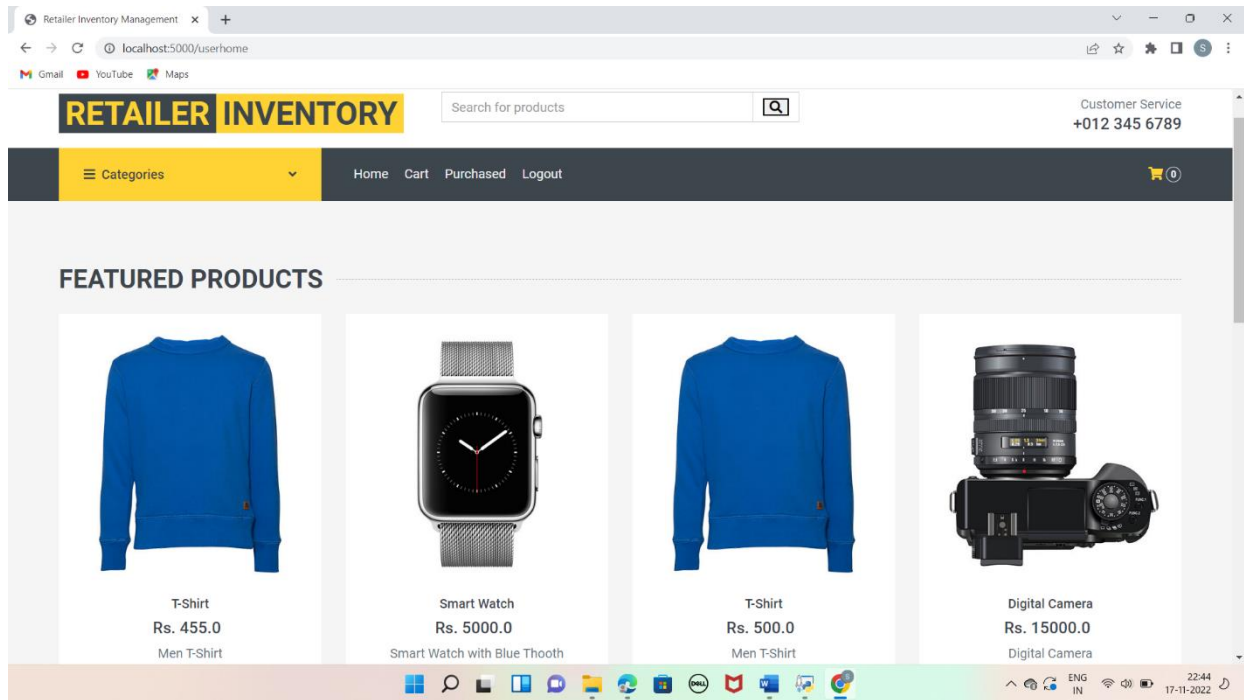 Retailer Inventory Management
localhost:5000/userhome
S
Gmail YouTube Maps
RETAILER INVENTORY
Search for products
Customer Service
+012 345 6789
Categories
Home Cart Purchased Logout
0
FEATURED PRODUCTS
T-Shirt
Rs. 455.0
Men T-Shirt
Smart Watch
Rs. 5000.0
Smart Watch with Blue Thooth
T-Shirt
Rs. 500.0
Men T-Shirt
Digital Camera
Rs. 15000.0
Digital Camera
DELL
ENG
IN
22:44
17-11-2022